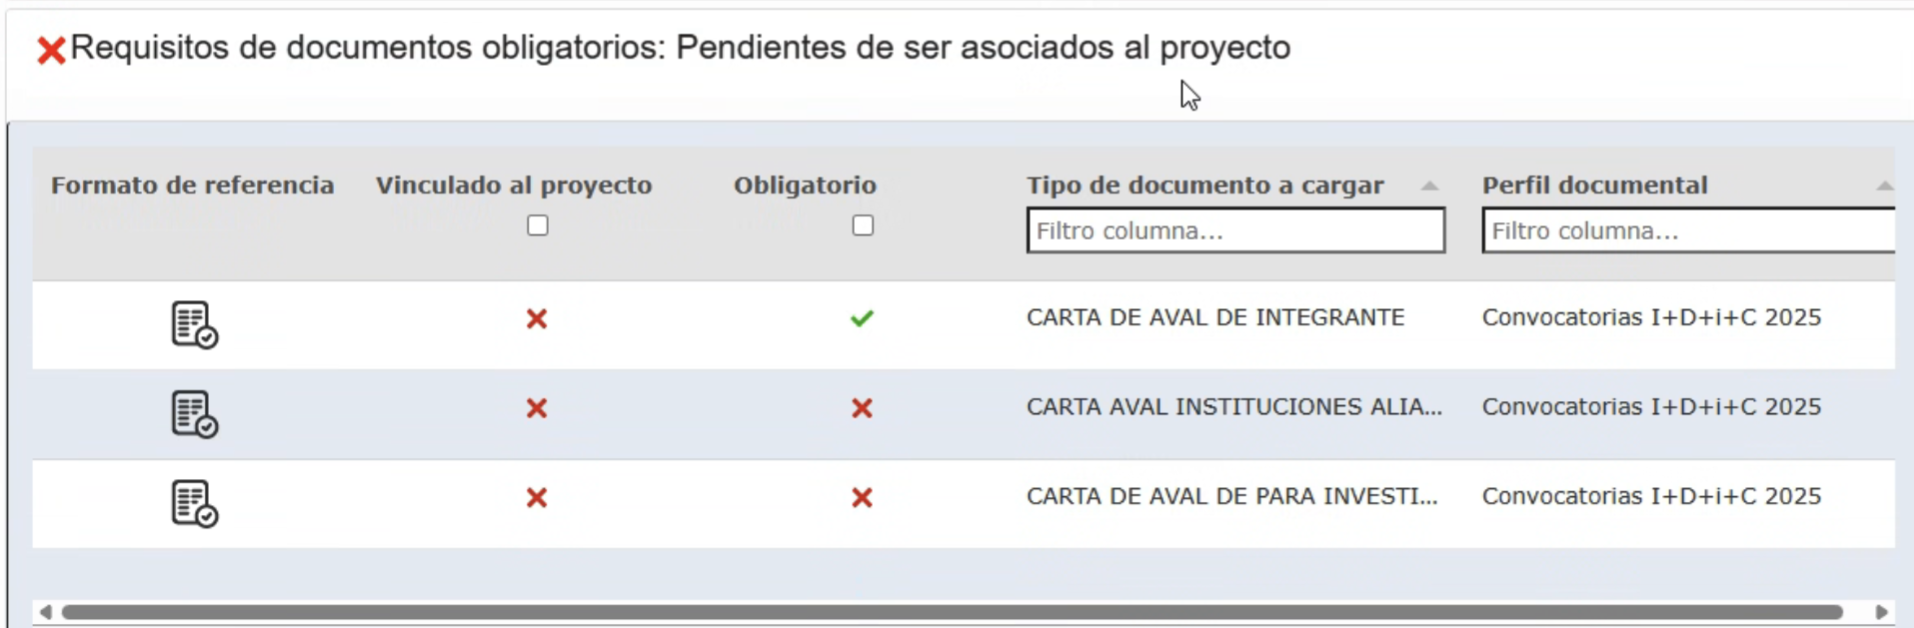 Requisitos de documentos obligatorios: Pendientes de ser asociados al proyecto
Formato de referencia Vinculado al proyecto Obligatorio Tipo de documento a cargar Perfil documental
Filtro columna... Filtro columna...
CARTA DE AVAL DE INTEGRANTE Convocatorias I+D+i+C 2025
CARTA AVAL INSTITUCIONES ALIA... Convocatorias I+D+i+C 2025
CARTA DE AVAL DE PARA INVESTI... Convocatorias I+D+i+C 2025